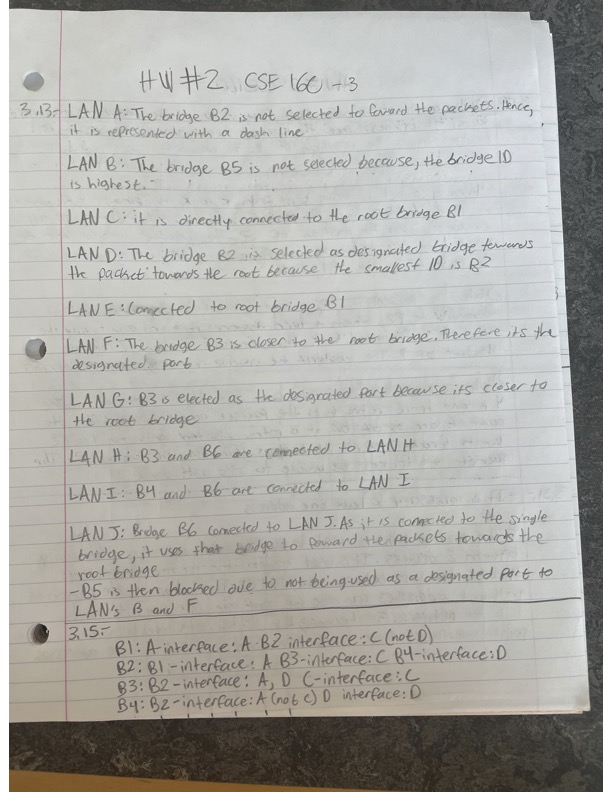 HW #2 CSE 160 -3
3.13:- LAN A: The bridge B2 is not selected to foward the packets. Hence,
it is represented with a dash line
LAN B: The bridge B5 is not selected because, the bridge ID
is highest.
LAN C: it is directly connected to the root bridge B1
LAN D: The bridge B2 is selected as designated bridge towards
the packet towards the root because the smallest ID is B2
LAN E: Connected to root bridge B1
LAN F: The bridge B3 is closer to the root bridge. Therefore its the
designated port
LAN G: B3 is elected as the designated port because its closer to
the root bridge
LAN H: B3 and B6 are connected to LAN H
LAN I: B4 and B6 are connected to LAN I
LAN J: Bridge B6 connected to LAN J. As it is connected to the single
bridge, it uses that bridge to foward the packets towards the
root bridge
-B5 is then blocked due to not being used as a designated port to
LAN's B and F
3.15:-
B1: A-interface: A B2 interface: C (not D)
B2: B1-interface: A B3-interface: C B4-interface: D
B3: B2-interface: A, D C-interface: C
B4: B2-interface: A (not C) D interface: D